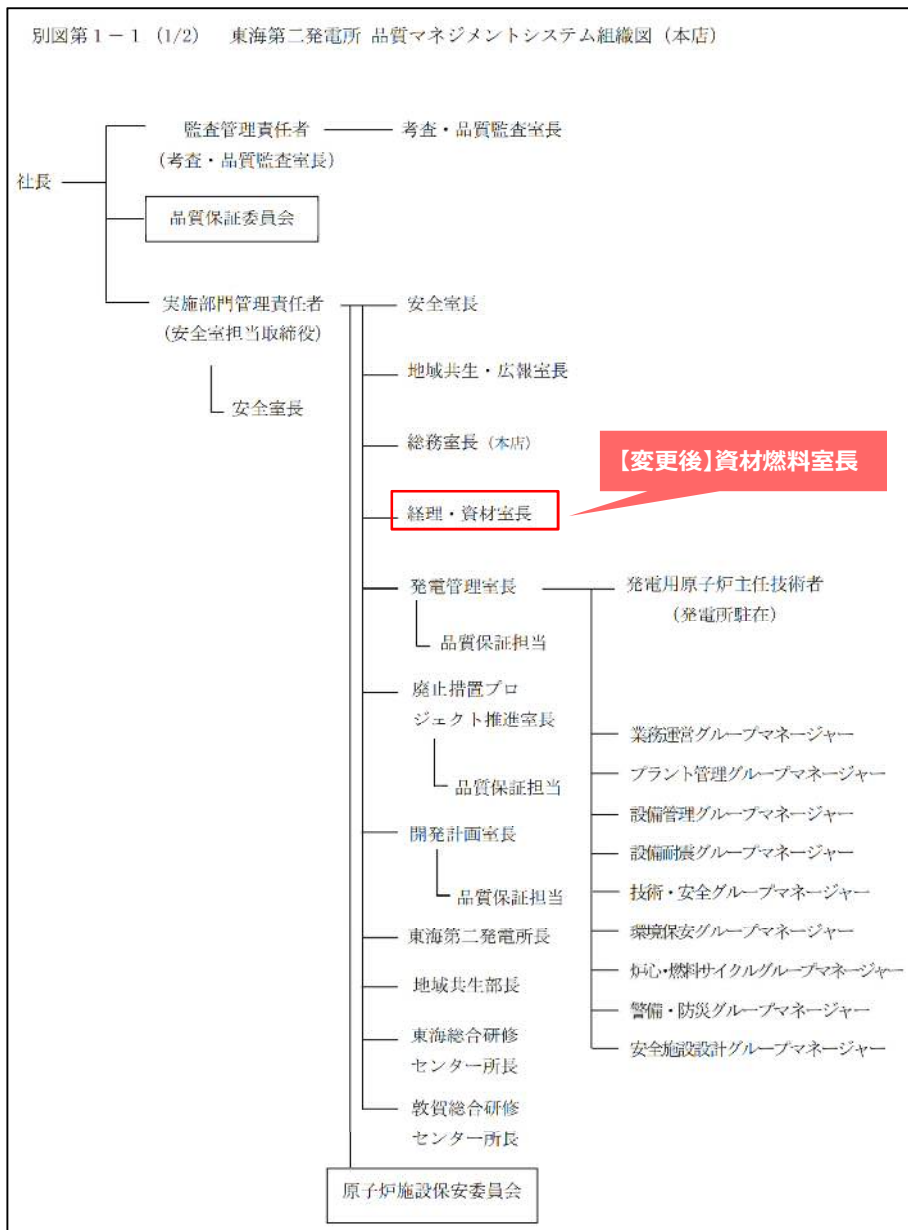 別図第1-1 (1/2) 東海第二発電所 品質マネジメントシステム組織図 (本店)
社長
監査管理責任者
(考査・品質監査室長)
考査・品質監査室長
品質保証委員会
実施部門管理責任者
(安全室担当取締役)
安全室長
安全室長
地域共生・広報室長
総務室長 (本店)
経理・資材室長
【変更後】資材燃料室長
発電管理室長
品質保証担当
発電用原子炉主任技術者
(発電所駐在)
廃止措置プロ
ジェクト推進室長
品質保証担当
開発計画室長
品質保証担当
東海第二発電所長
地域共生部長
東海総合研修
センター所長
敦賀総合研修
センター所長
業務運営グループマネージャー
プラント管理グループマネージャー
設備管理グループマネージャー
設備耐震グループマネージャー
技術・安全グループマネージャー
環境保安グループマネージャー
炉心・燃料サイクルグループマネージャー
警備・防災グループマネージャー
安全施設設計グループマネージャー
原子炉施設保安委員会